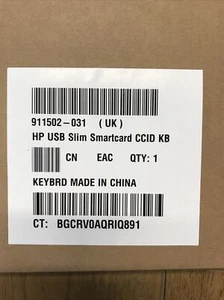 911502-031 (UK)
HP USB Slim Smartcard CCID KB
CN EAC QTY: 1
KEYBRD MADE IN CHINA
CT: BGCRV0AQRIQ891